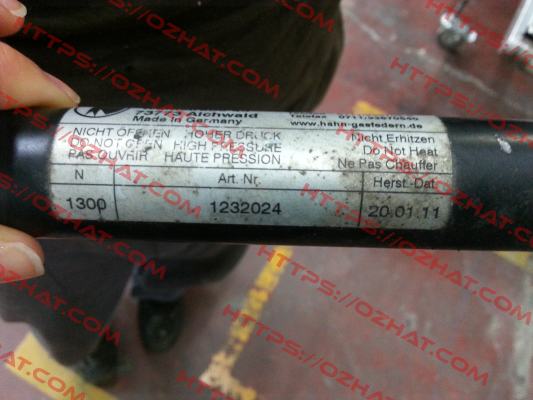 73773 Aichwald
Made in Germany
Telefax
www.hahn-gasfedern.de
NICHT ÖFFNEN HOHER DRUCK
DO NOT OPEN HIGH PRESSURE
PAS OUVRIR HAUTE PRESSION
Nicht Erhitzen
Do Not Heat
Ne Pas Chauffer
N Art. Nr. Herst.-Dat.
1300 1232024 20.01.11
HTTPS://OZHAT.COM